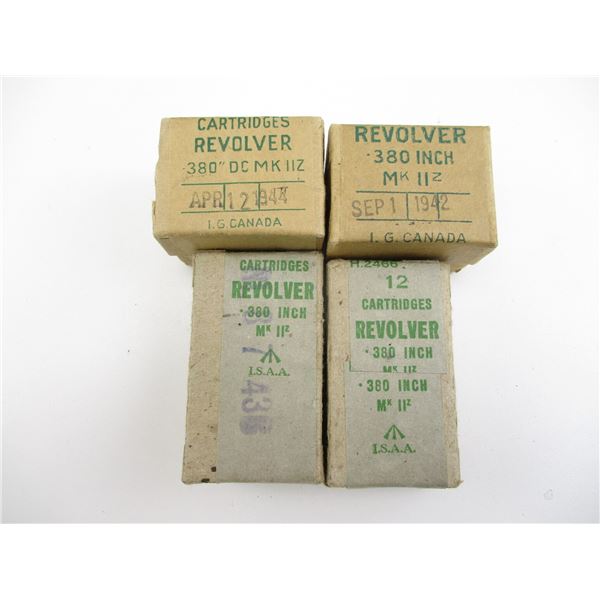 CARTRIDGES
REVOLVER
.380" DC MK IIZ
APR 12 1944
I.G. CANADA
REVOLVER
.380 INCH
MK IIZ
SEP 1 1942
I.G. CANADA
CARTRIDGES
REVOLVER
.380 INCH
MK IIZ
I.S.A.A.
H.2466
12
CARTRIDGES
REVOLVER
.380 INCH
MK IIZ
.380 INCH
MK IIZ
I.S.A.A.